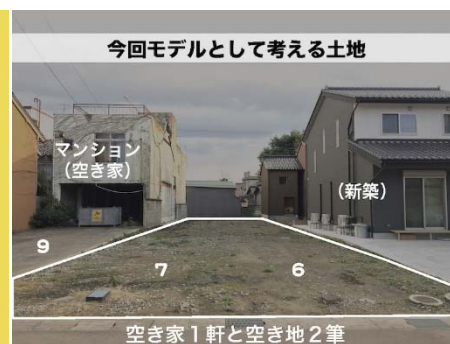 今回モデルとして考える土地
マンション
(空き家)
(新築)
9
7
6
空き家1軒と空き地2筆